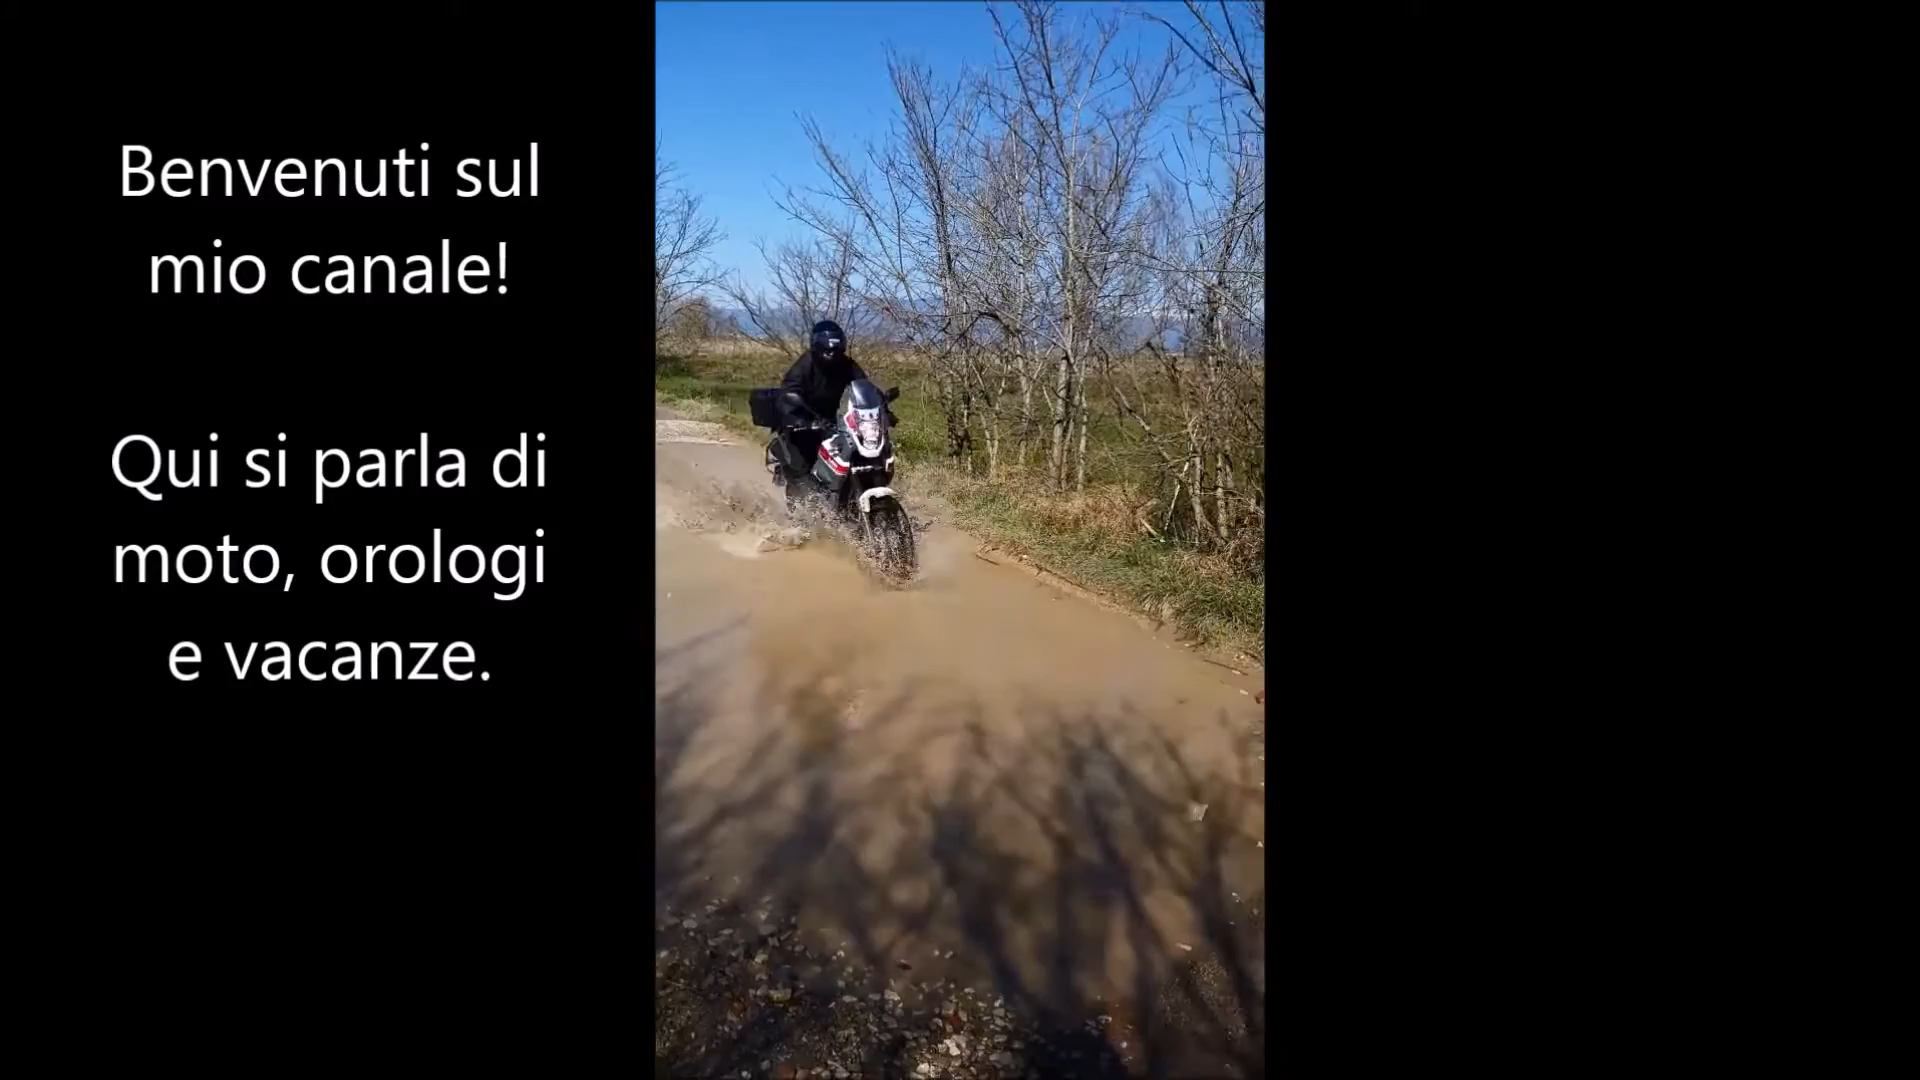 Benvenuti sul
mio canale!
Qui si parla di
moto, orologi
e vacanze.